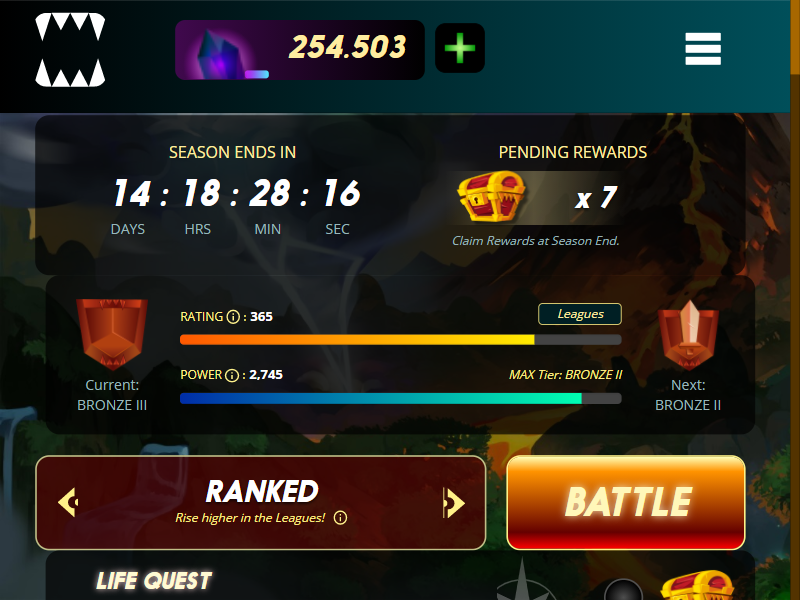 254.503
SEASON ENDS IN
14 : 18 : 28 : 16
DAYS HRS MIN SEC
PENDING REWARDS
x 7
Claim Rewards at Season End.
RATING ⓘ : 365
Leagues
POWER ⓘ : 2,745
MAX Tier: BRONZE II
Current:
BRONZE III
Next:
BRONZE II
RANKED
Rise higher in the Leagues! ⓘ
BATTLE
LIFE QUEST